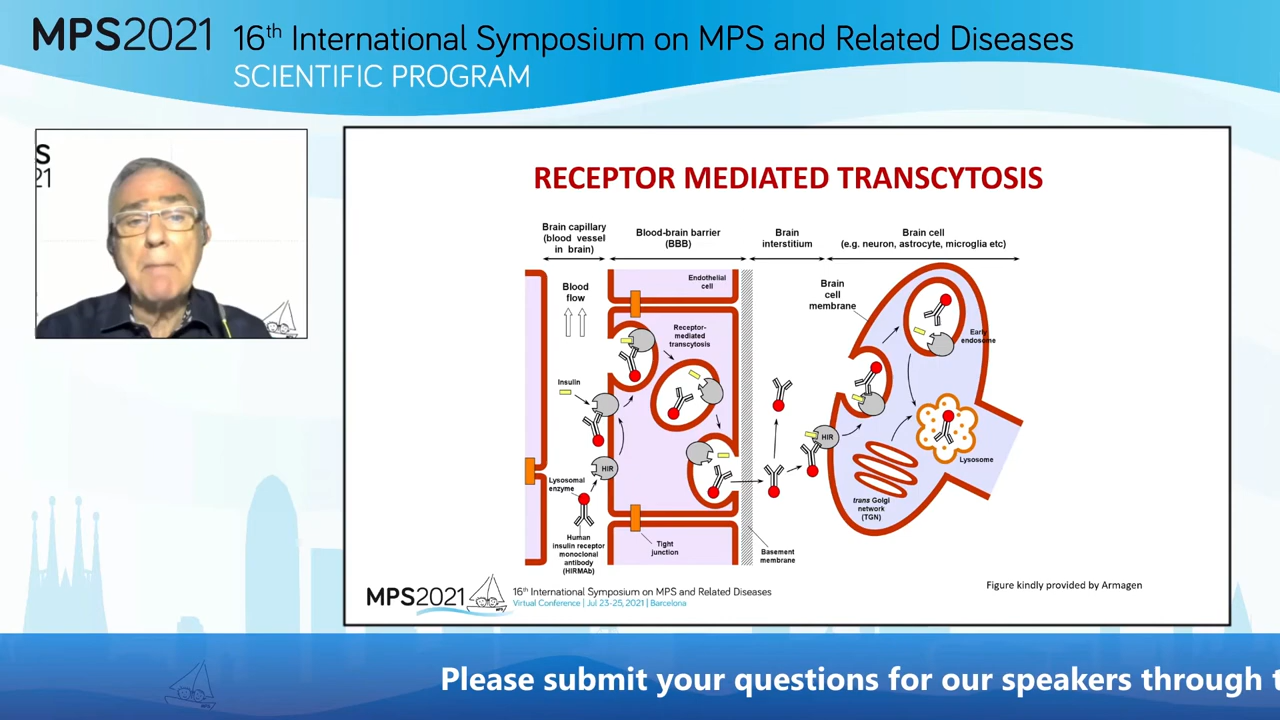 MPS2021 16th International Symposium on MPS and Related Diseases
SCIENTIFIC PROGRAM
S
21
RECEPTOR MEDIATED TRANSCYTOSIS
Brain capillary
(blood vessel
in brain)
Blood-brain barrier
(BBB)
Brain
interstitium
Brain cell
(e.g. neuron, astrocyte, microglia etc)
Blood
flow
Endothelial
cell
Brain
cell
membrane
Receptor-
mediated
transcytosis
Early
endosome
Insulin
HIR
HIR
Lysosomal
enzyme
Lysosome
trans Golgi
network
(TGN)
Human
insulin receptor
monoclonal
antibody
(HIRMAb)
Tight
junction
Basement
membrane
Figure kindly provided by Armagen
MPS2021
16th International Symposium on MPS and Related Diseases
Virtual Conference | Jul 23-25, 2021 | Barcelona
Please submit your questions for our speakers through